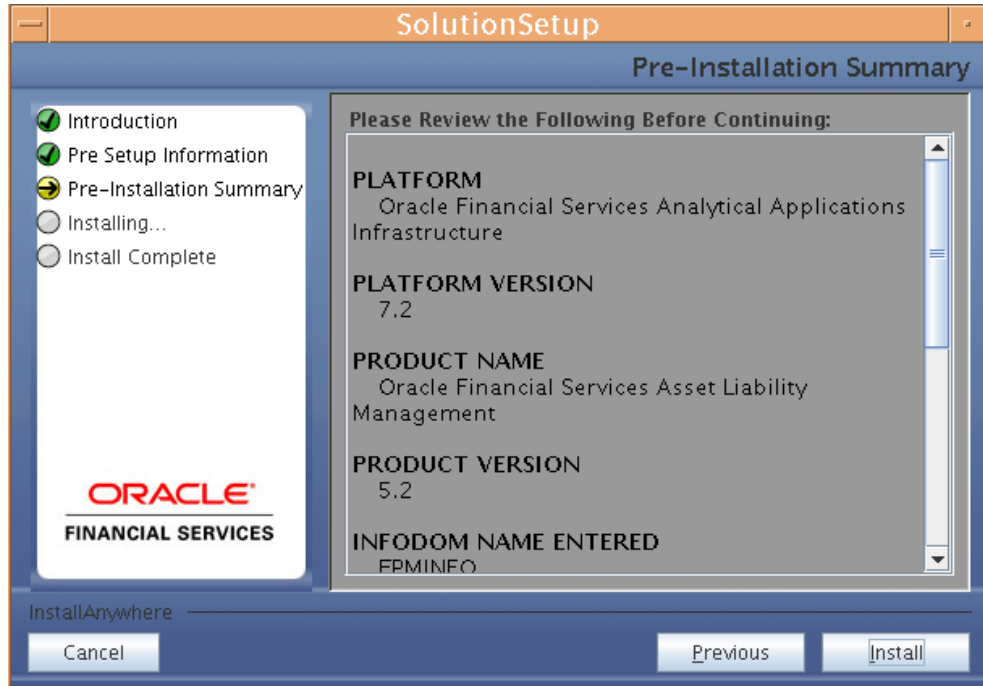 SolutionSetup
Pre-Installation Summary
Introduction
Pre Setup Information
Pre-Installation Summary
Installing...
Install Complete
ORACLE
FINANCIAL SERVICES
Please Review the Following Before Continuing:
PLATFORM
Oracle Financial Services Analytical Applications
Infrastructure
PLATFORM VERSION
7.2
PRODUCT NAME
Oracle Financial Services Asset Liability
Management
PRODUCT VERSION
5.2
INFODOM NAME ENTERED
EPMINFO
InstallAnywhere
Cancel
Previous
Install